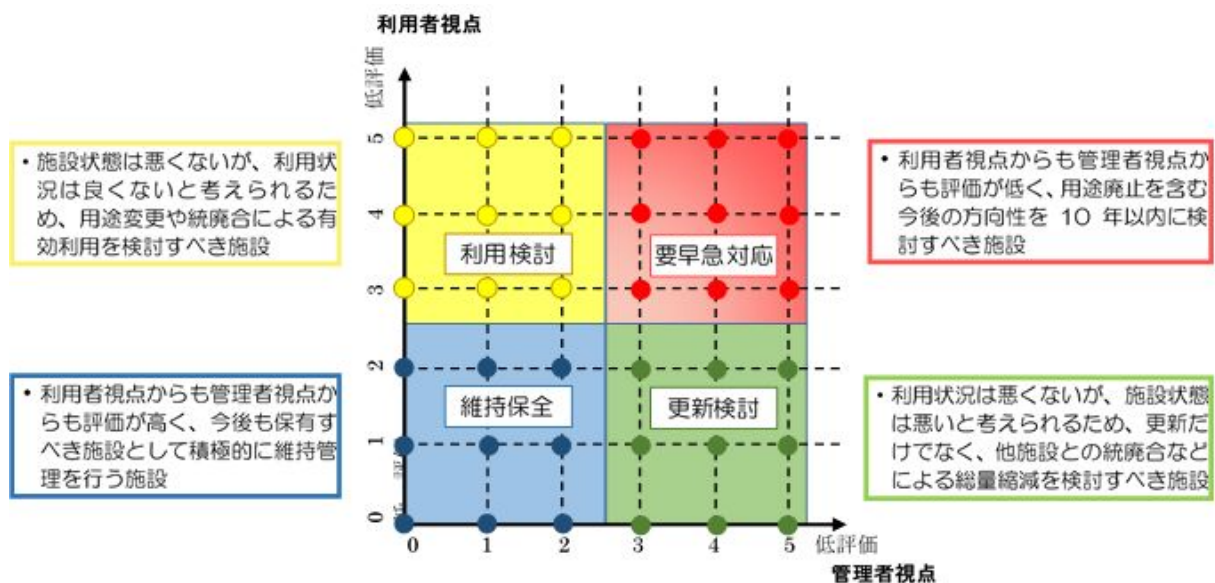 利用者視点
低評価
・施設状態は悪くないが、利用状
況は良くないと考えられるた
め、用途変更や統廃合による有
効利用を検討すべき施設
・利用者視点からも管理者視点か
らも評価が低く、用途廃止を含む
今後の方向性を 10 年以内に検
討すべき施設
5
4
3
2
1
0
利用検討
要早急対応
維持保全
更新検討
・利用者視点からも管理者視点か
らも評価が高く、今後も保有す
べき施設として積極的に維持管
理を行う施設
・利用状況は悪くないが、施設状態
は悪いと考えられるため、更新だ
けでなく、他施設との統廃合など
による総量縮減を検討すべき施設
0 1 2 3 4 5 低評価
管理者視点